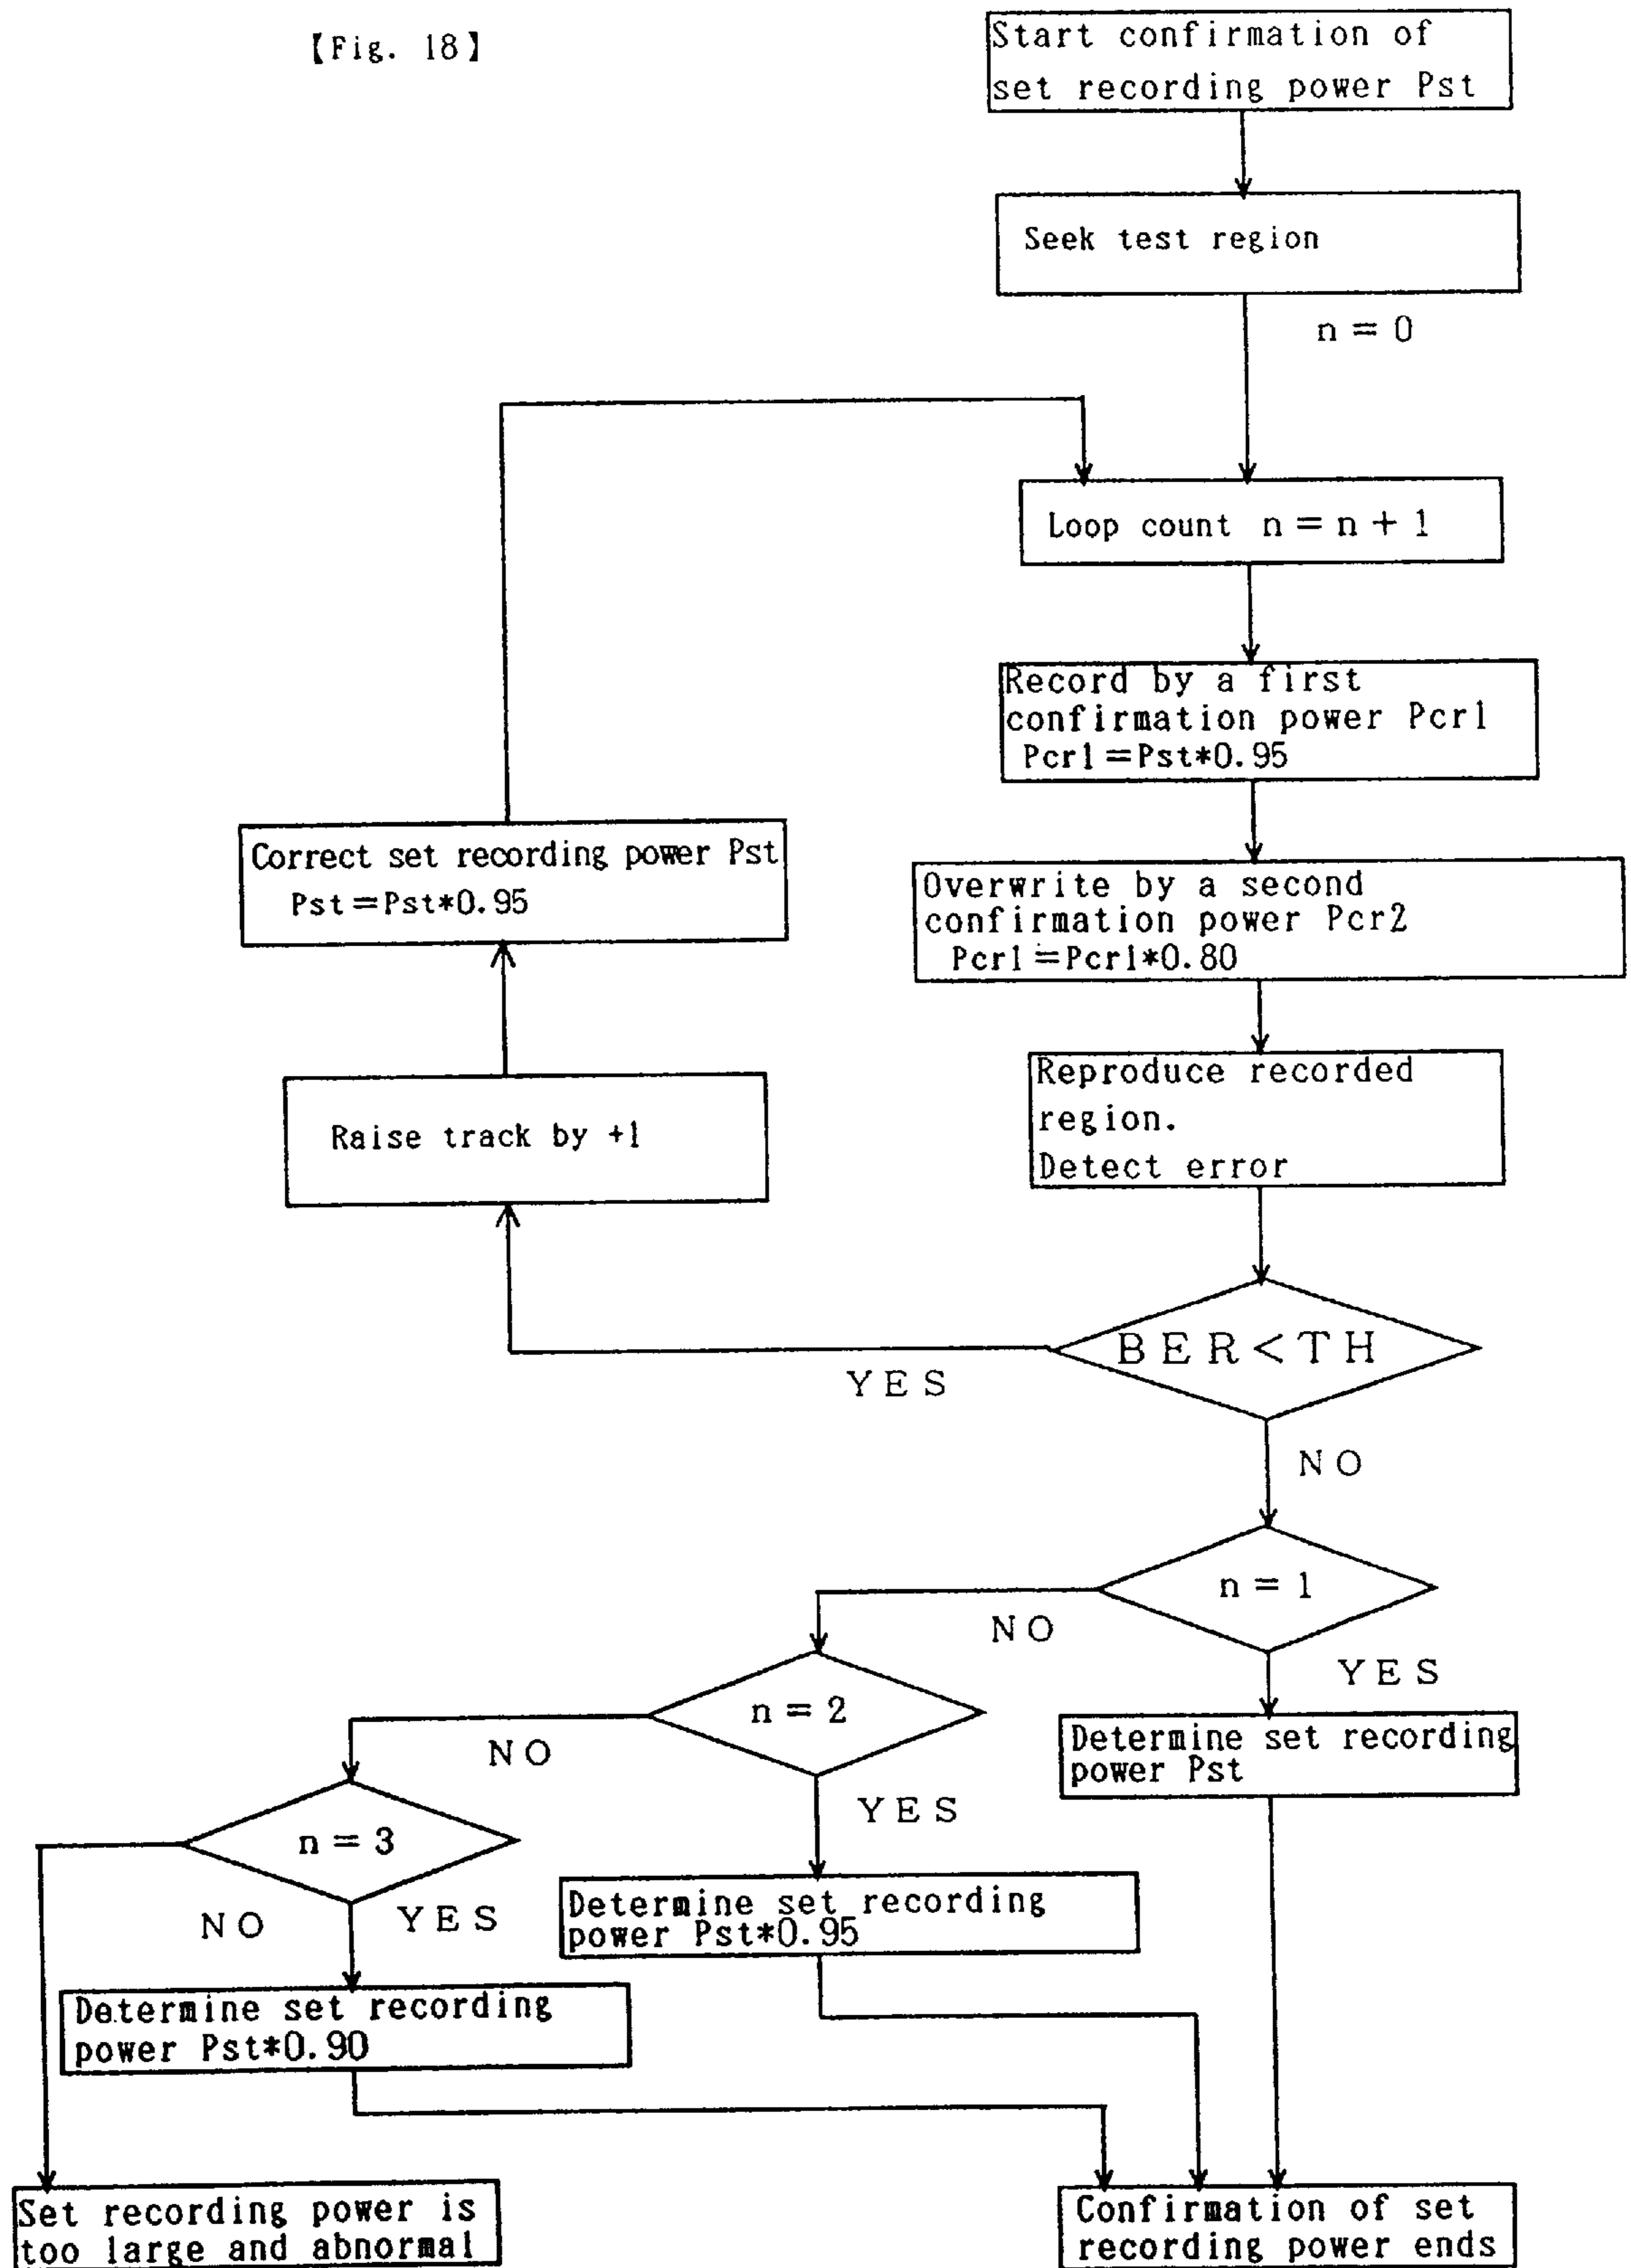 【Fig. 18】
Start confirmation of
set recording power Pst
Seek test region
n = 0
Loop count n = n + 1
Record by a first
confirmation power Pcr1
Pcr1=Pst*0.95
Correct set recording power Pst
Pst=Pst*0.95
Overwrite by a second
confirmation power Pcr2
Pcr1=Pcr1*0.80
Raise track by +1
Reproduce recorded
region.
Detect error
BER<TH
YES
NO
n = 1
NO
YES
n = 2
NO
YES
Determine set recording
power Pst
n = 3
NO
YES
Determine set recording
power Pst*0.95
Determine set recording
power Pst*0.90
Set recording power is
too large and abnormal
Confirmation of set
recording power ends